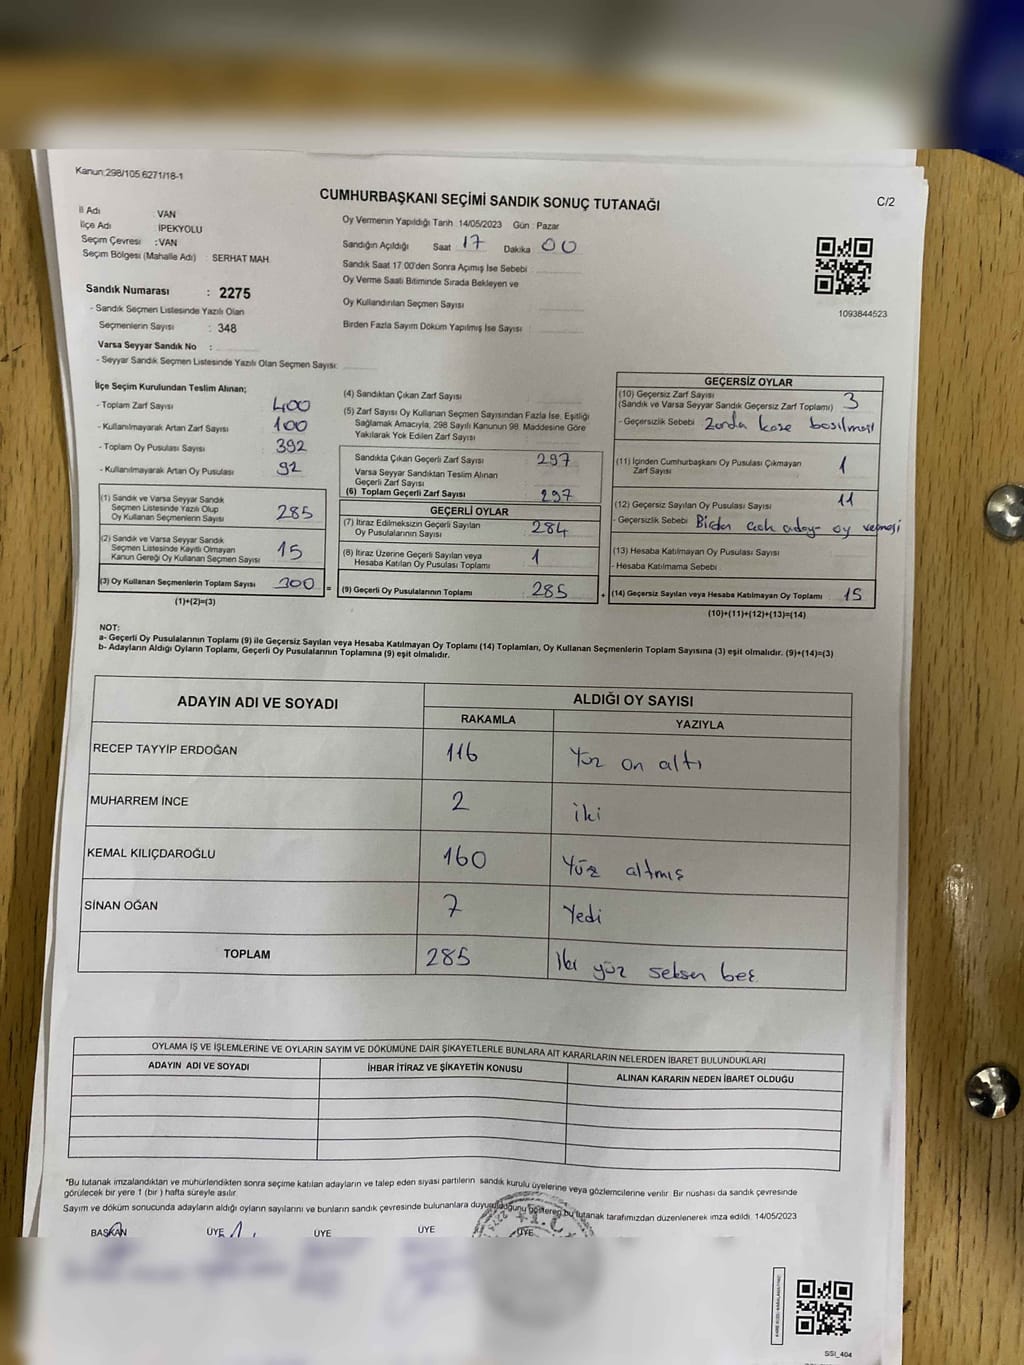 Kanun:298/105.6271/18-1
CUMHURBAŞKANI SEÇİMİ SANDIK SONUÇ TUTANAĞI
C/2
İl Adı : VAN
İlçe Adı : İPEKYOLU
Seçim Çevresi : VAN
Seçim Bölgesi (Mahalle Adı) : SERHAT MAH
Sandık Numarası : 2275
- Sandık Seçmen Listesinde Yazılı Olan
Seçmenlerin Sayısı : 348
Varsa Seyyar Sandık No :
- Seyyar Sandık Seçmen Listesinde Yazılı Olan Seçmen Sayısı:
Oy Vermenin Yapıldığı Tarih : 14/05/2023 Gün : Pazar
Sandığın Açıldığı Saat 17 Dakika 00
Sandık Saat 17:00'den Sonra Açımış İse Sebebi
Oy Verme Saati Bitiminde Sırada Bekleyen ve
Oy Kullandırılan Seçmen Sayısı
Birden Fazla Sayım Döküm Yapılmış İse Sayısı
1093844523
İlçe Seçim Kurulundan Teslim Alınan;
- Toplam Zarf Sayısı 400
- Kullanılmayarak Artan Zarf Sayısı 100
- Toplam Oy Pusulası Sayısı 392
- Kullanılmayarak Artan Oy Pusulası 92
(1) Sandık ve Varsa Seyyar Sandık
Seçmen Listesinde Yazılı Olup
Oy Kullanan Seçmenlerin Sayısı 285
(2) Sandık ve Varsa Seyyar Sandık
Seçmen Listesinde Kayıtlı Olmayan
Kanun Gereği Oy Kullanan Seçmen Sayısı 15
(3) Oy Kullanan Seçmenlerin Toplam Sayısı 300 =
(1)+(2)=(3)
(4) Sandıktan Çıkan Zarf Sayısı
(5) Zarf Sayısı Oy Kullanan Seçmen Sayısından Fazla İse, Eşitliği
Sağlamak Amacıyla, 298 Sayılı Kanunun 98. Maddesine Göre
Yakılarak Yok Edilen Zarf Sayısı
Sandıkta Çıkan Geçerli Zarf Sayısı 297
Varsa Seyyar Sandıktan Teslim Alınan
Geçerli Zarf Sayısı
(6) Toplam Geçerli Zarf Sayısı 297
GEÇERLİ OYLAR
(7) İtiraz Edilmeksizin Geçerli Sayılan
Oy Pusulalarının Sayısı 284
(8) İtiraz Üzerine Geçerli Sayılan veya
Hesaba Katılan Oy Pusulası Toplamı 1
(9) Geçerli Oy Pusulalarının Toplamı 285 +
GEÇERSİZ OYLAR
(10) Geçersiz Zarf Sayısı
(Sandık ve Varsa Seyyar Sandık Geçersiz Zarf Toplamı) 3
- Geçersizlik Sebebi Zarfda kaşe basılması
(11) İçinden Cumhurbaşkanı Oy Pusulası Çıkmayan
Zarf Sayısı 1
(12) Geçersiz Sayılan Oy Pusulası Sayısı 11
- Geçersizlik Sebebi Birden çok aday- oy
(13) Hesaba Katılmayan Oy Pusulası Sayısı
- Hesaba Katılmama Sebebi
(14) Geçersiz Sayılan veya Hesaba Katılmayan Oy Toplamı 15
(10)+(11)+(12)+(13)=(14)
NOT:
a- Geçerli Oy Pusulalarının Toplamı (9) ile Geçersiz Sayılan veya Hesaba Katılmayan Oy Toplamı (14) Toplamları, Oy Kullanan Seçmenlerin Toplam Sayısına (3) eşit olmalıdır. (9)+(14)=(3)
b- Adayların Aldığı Oyların Toplamı, Geçerli Oy Pusulalarının Toplamına (9) eşit olmalıdır.
ADAYIN ADI VE SOYADI
ALDIĞI OY SAYISI
RAKAMLA YAZIYLA
RECEP TAYYİP ERDOĞAN 116 Yüz on altı
MUHARREM İNCE 2 iki
KEMAL KILIÇDAROĞLU 160 Yüz altmış
SİNAN OĞAN 7 Yedi
TOPLAM 285 İki yüz seksen beş
OYLAMA İŞ VE İŞLEMLERİNE VE OYLARIN SAYIM VE DÖKÜMÜNE DAİR ŞİKAYETLERLE BUNLARA AİT KARARLARIN NELERDEN İBARET BULUNDUKLARI
ADAYIN ADI VE SOYADI İHBAR İTİRAZ VE ŞİKAYETİN KONUSU ALINAN KARARIN NEDEN İBARET OLDUĞU
*Bu tutanak imzalandıktan ve mühürlendikten sonra seçime katılan adayların ve talep eden siyasi partilerin sandık kurulu üyelerine veya gözlemcilerine verilir. Bir nüshası da sandık çevresinde
görülecek bir yere 1 (bir ) hafta süreyle asılır
Sayım ve döküm sonucunda adayların aldığı oyların sayılarını ve bunların sandık çevresinde bulunanlara duyurulduğunu gösteren bu tutanak tarafımızdan düzenlenerek imza edildi. 14/05/2023
BAŞKAN ÜYE ÜYE ÜYE ÜYE
T.C.
SSI_404